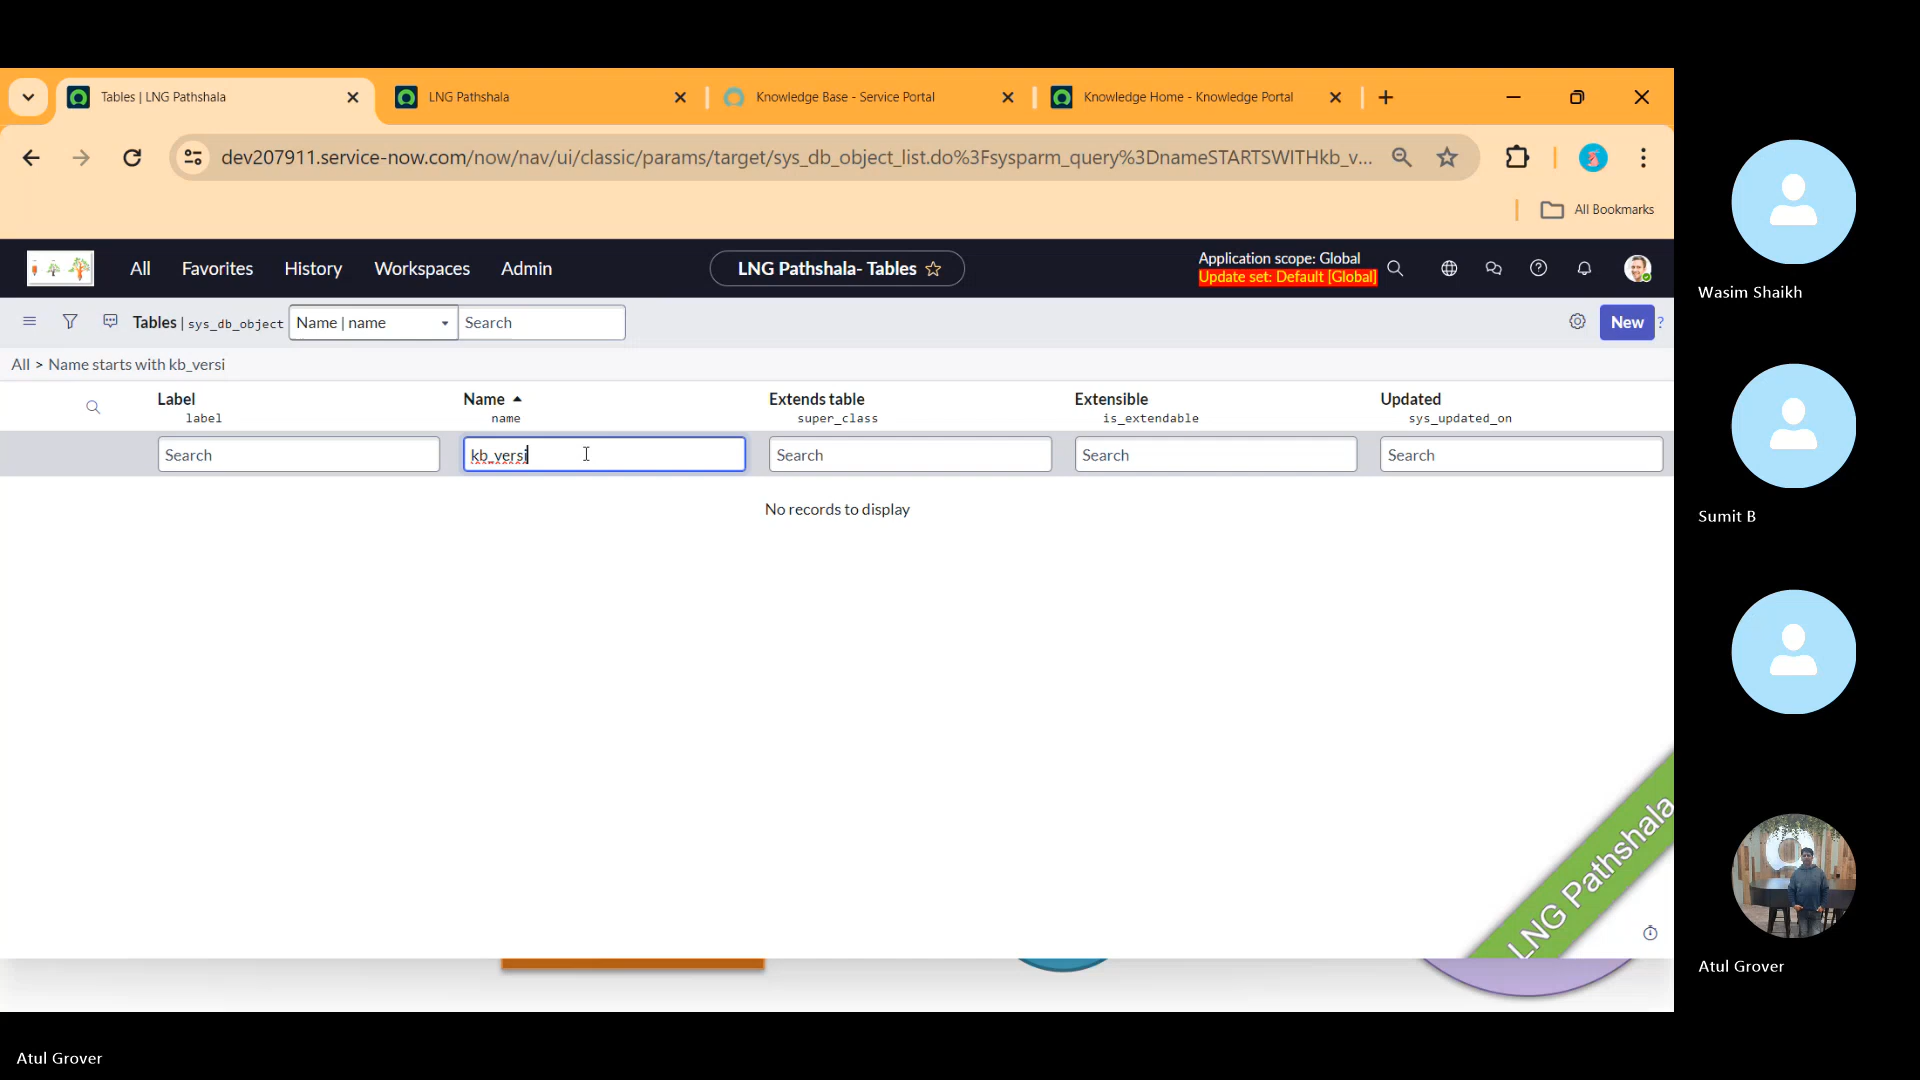 Tables | LNG Pathshala
LNG Pathshala
Knowledge Base - Service Portal
Knowledge Home - Knowledge Portal
dev207911.service-now.com/now/nav/ui/classic/params/target/sys_db_object_list.do%3Fsysparm_query%3DnameSTARTSWITHkb_v...
All Bookmarks
All Favorites History Workspaces Admin
LNG Pathshala- Tables
Application scope: Global
Update set: Default [Global]
Tables | sys_db_object
Name | name
Search
New
?
All > Name starts with kb_versi
Label Name Extends table Extensible Updated
label name super_class is_extendable sys_updated_on
Search kb_versi Search Search Search
No records to display
LNG Pathshala
Wasim Shaikh
Sumit B
Atul Grover
Atul Grover